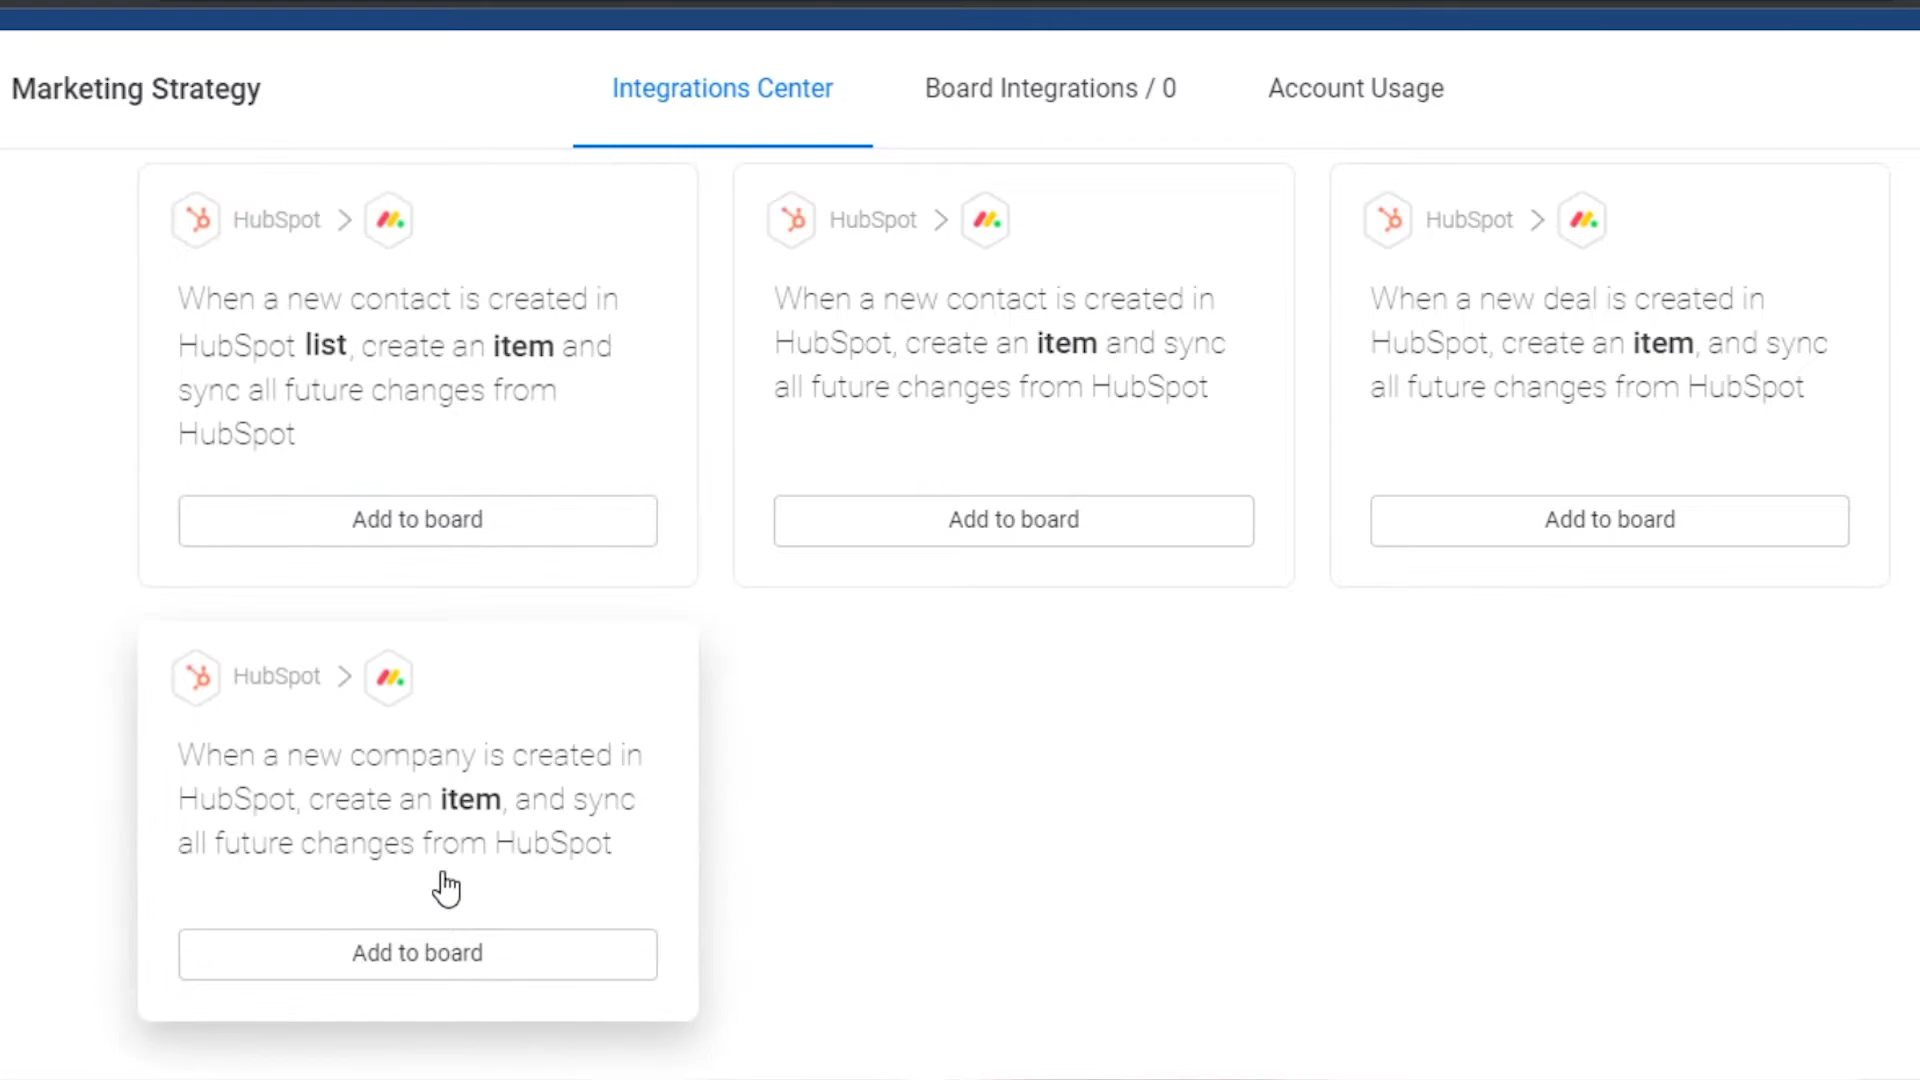 Marketing Strategy
Integrations Center
Board Integrations / 0
Account Usage
HubSpot
When a new contact is created in
HubSpot list, create an item and
sync all future changes from
HubSpot
Add to board
HubSpot
When a new contact is created in
HubSpot, create an item and sync
all future changes from HubSpot
Add to board
HubSpot
When a new deal is created in
HubSpot, create an item, and sync
all future changes from HubSpot
Add to board
HubSpot
When a new company is created in
HubSpot, create an item, and sync
all future changes from HubSpot
Add to board